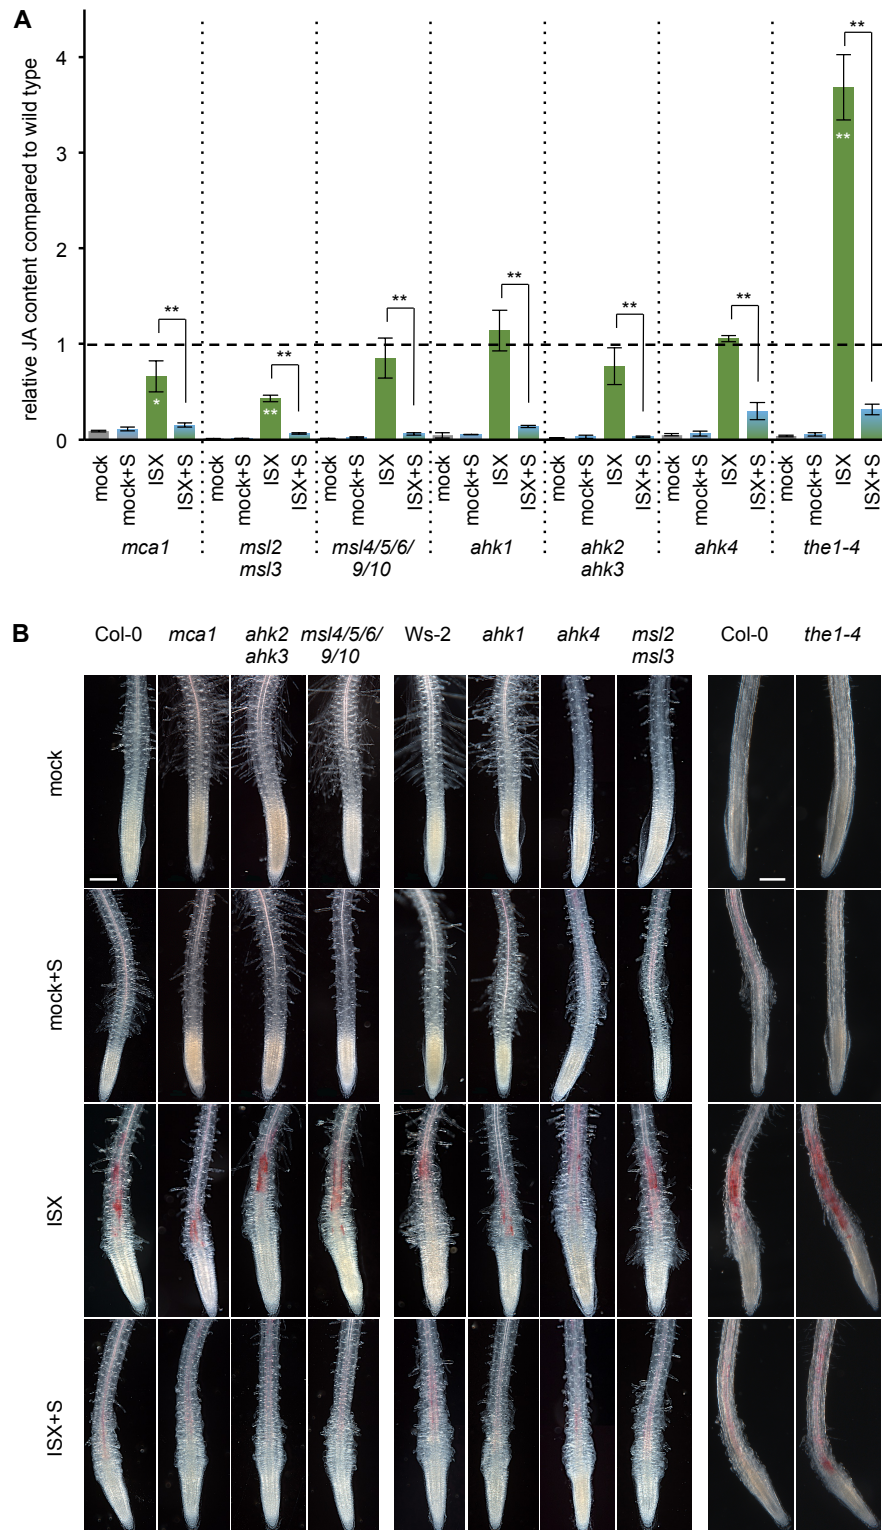 A
relative JA content compared to wild type
4
3
2
1
0
**
**
**
**
**
**
**
*
**
**
mock
mock+S
ISX
ISX+S
mock
mock+S
ISX
ISX+S
mock
mock+S
ISX
ISX+S
mock
mock+S
ISX
ISX+S
mock
mock+S
ISX
ISX+S
mock
mock+S
ISX
ISX+S
mock
mock+S
ISX
ISX+S
mca1
msl2
msl3
msl4/5/6/
9/10
ahk1
ahk2
ahk3
ahk4
the1-4
B
Col-0
mca1
ahk2
ahk3
msl4/5/6/
9/10
Ws-2
ahk1
ahk4
msl2
msl3
Col-0
the1-4
mock
mock+S
ISX
ISX+S